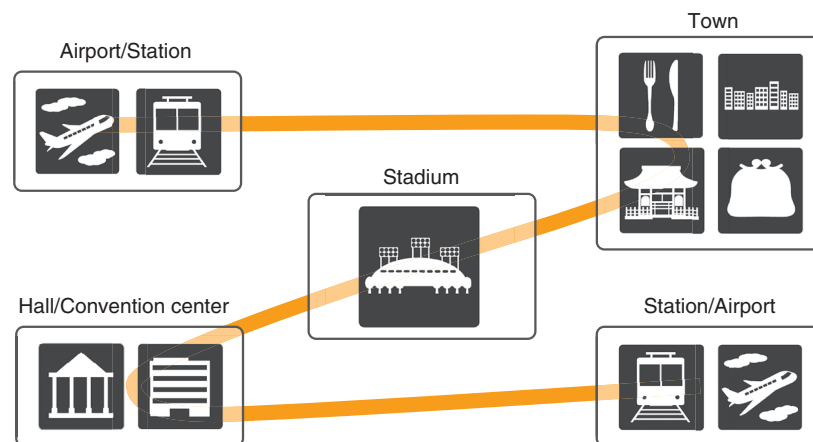 Town
Airport/Station
Stadium
Hall/Convention center
Station/Airport